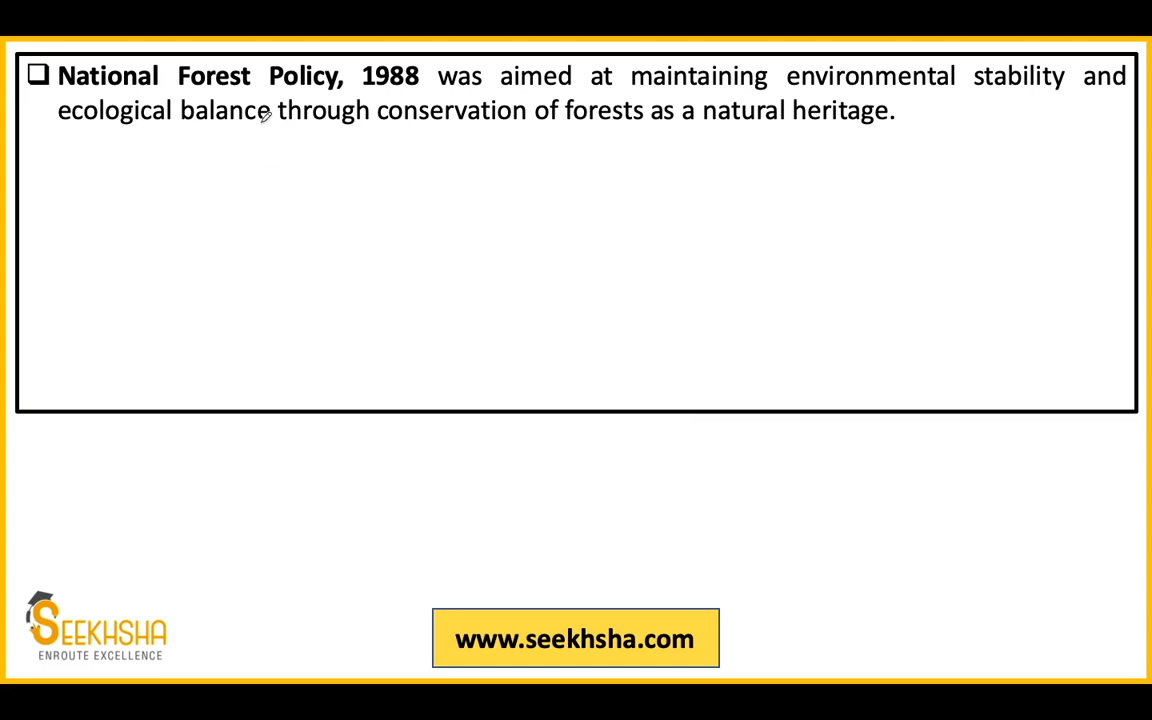 ❑ National Forest Policy, 1988 was aimed at maintaining environmental stability and
ecological balance through conservation of forests as a natural heritage.
SEEKHSHA
ENROUTE EXCELLENCE
www.seekhsha.com